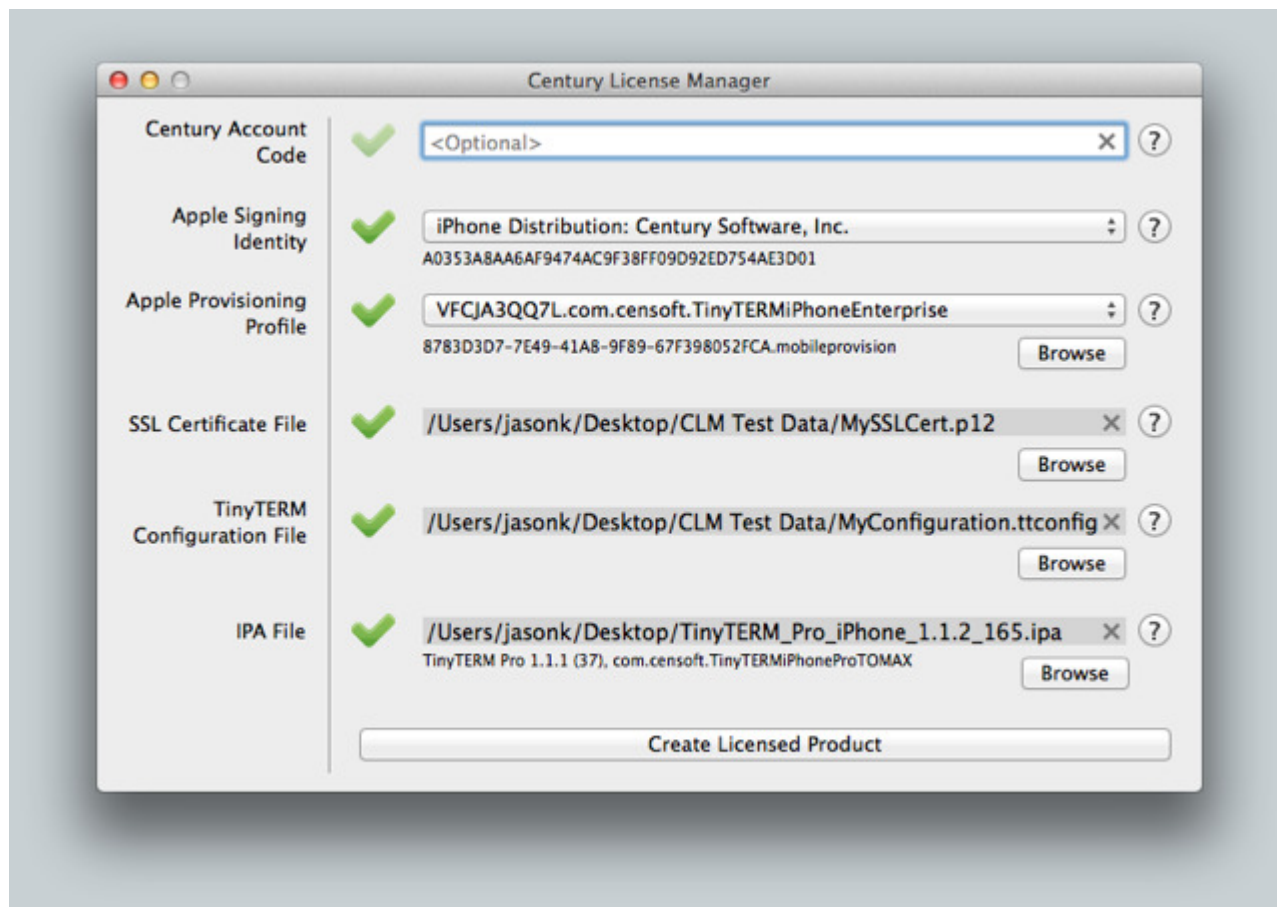 Century License Manager
Century Account
Code
<Optional>
?
Apple Signing
Identity
iPhone Distribution: Century Software, Inc.
?
A0353A8AA6AF9474AC9F38FF09D92ED754AE3D01
Apple Provisioning
Profile
VFCJA3QQ7L.com.censoft.TinyTERMiPhoneEnterprise
?
8783D3D7-7E49-41A8-9F89-67F398052FCA.mobileprovision
Browse
SSL Certificate File
/Users/jasonk/Desktop/CLM Test Data/MySSLCert.p12
?
Browse
TinyTERM
Configuration File
/Users/jasonk/Desktop/CLM Test Data/MyConfiguration.ttconfig
?
Browse
IPA File
/Users/jasonk/Desktop/TinyTERM_Pro_iPhone_1.1.2_165.ipa
?
TinyTERM Pro 1.1.1 (37), com.censoft.TinyTERMiPhoneProTOMAX
Browse
Create Licensed Product